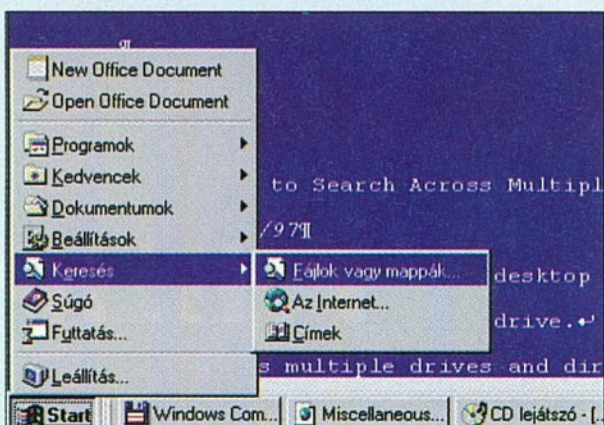 ¶
New Office Document
Open Office Document
Programok
Kedvencek
to Search Across Multipl
Dokumentumok
/97¶
Beállítások
Keresés
Fájlok vagy mappák...
desktop
Súgó
Az Internet...
drive.↵
Futtatás...
Címek
s multiple drives and dir
Leállítás...
Start
Windows Com...
Miscellaneous...
CD lejátszó - [..